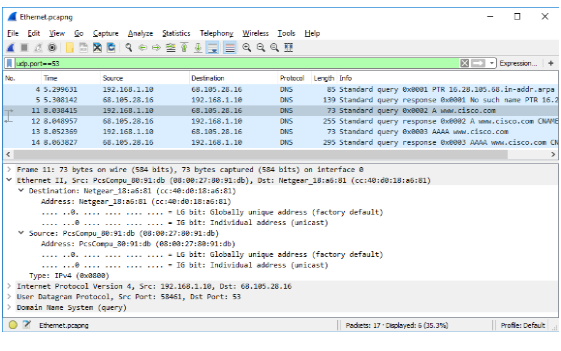 Ethernet.pcapng
File Edit View Go Capture Analyze Statistics Telephony Wireless Tools Help
udp.port==53 Expression... +
No. Time Source Destination Protocol Length Info
4 5.299631 192.168.1.10 68.105.28.16 DNS 85 Standard query 0x0001 PTR 16.28.105.68.in-addr.arpa
5 5.308142 68.105.28.16 192.168.1.10 DNS 139 Standard query response 0x0001 No such name PTR 16.2
11 8.038415 192.168.1.10 68.105.28.16 DNS 73 Standard query 0x0002 A www.cisco.com
12 8.048957 68.105.28.16 192.168.1.10 DNS 255 Standard query response 0x0002 A www.cisco.com CNAME
13 8.052369 192.168.1.10 68.105.28.16 DNS 73 Standard query 0x0003 AAAA www.cisco.com
14 8.063827 68.105.28.16 192.168.1.10 DNS 295 Standard query response 0x0003 AAAA www.cisco.com CN
> Frame 11: 73 bytes on wire (584 bits), 73 bytes captured (584 bits) on interface 0
Ethernet II, Src: PcsCompu_80:91:db (08:00:27:80:91:db), Dst: Netgear_18:a6:81 (cc:40:d0:18:a6:81)
Destination: Netgear_18:a6:81 (cc:40:d0:18:a6:81)
Address: Netgear_18:a6:81 (cc:40:d0:18:a6:81)
.... ..0. .... .... .... .... = LG bit: Globally unique address (factory default)
.... ...0 .... .... .... .... = IG bit: Individual address (unicast)
Source: PcsCompu_80:91:db (08:00:27:80:91:db)
Address: PcsCompu_80:91:db (08:00:27:80:91:db)
.... ..0. .... .... .... .... = LG bit: Globally unique address (factory default)
.... ...0 .... .... .... .... = IG bit: Individual address (unicast)
Type: IPv4 (0x0800)
> Internet Protocol Version 4, Src: 192.168.1.10, Dst: 68.105.28.16
> User Datagram Protocol, Src Port: 58461, Dst Port: 53
> Domain Name System (query)
Ethernet.pcapng Packets: 17 · Displayed: 6 (35.3%) Profile: Default